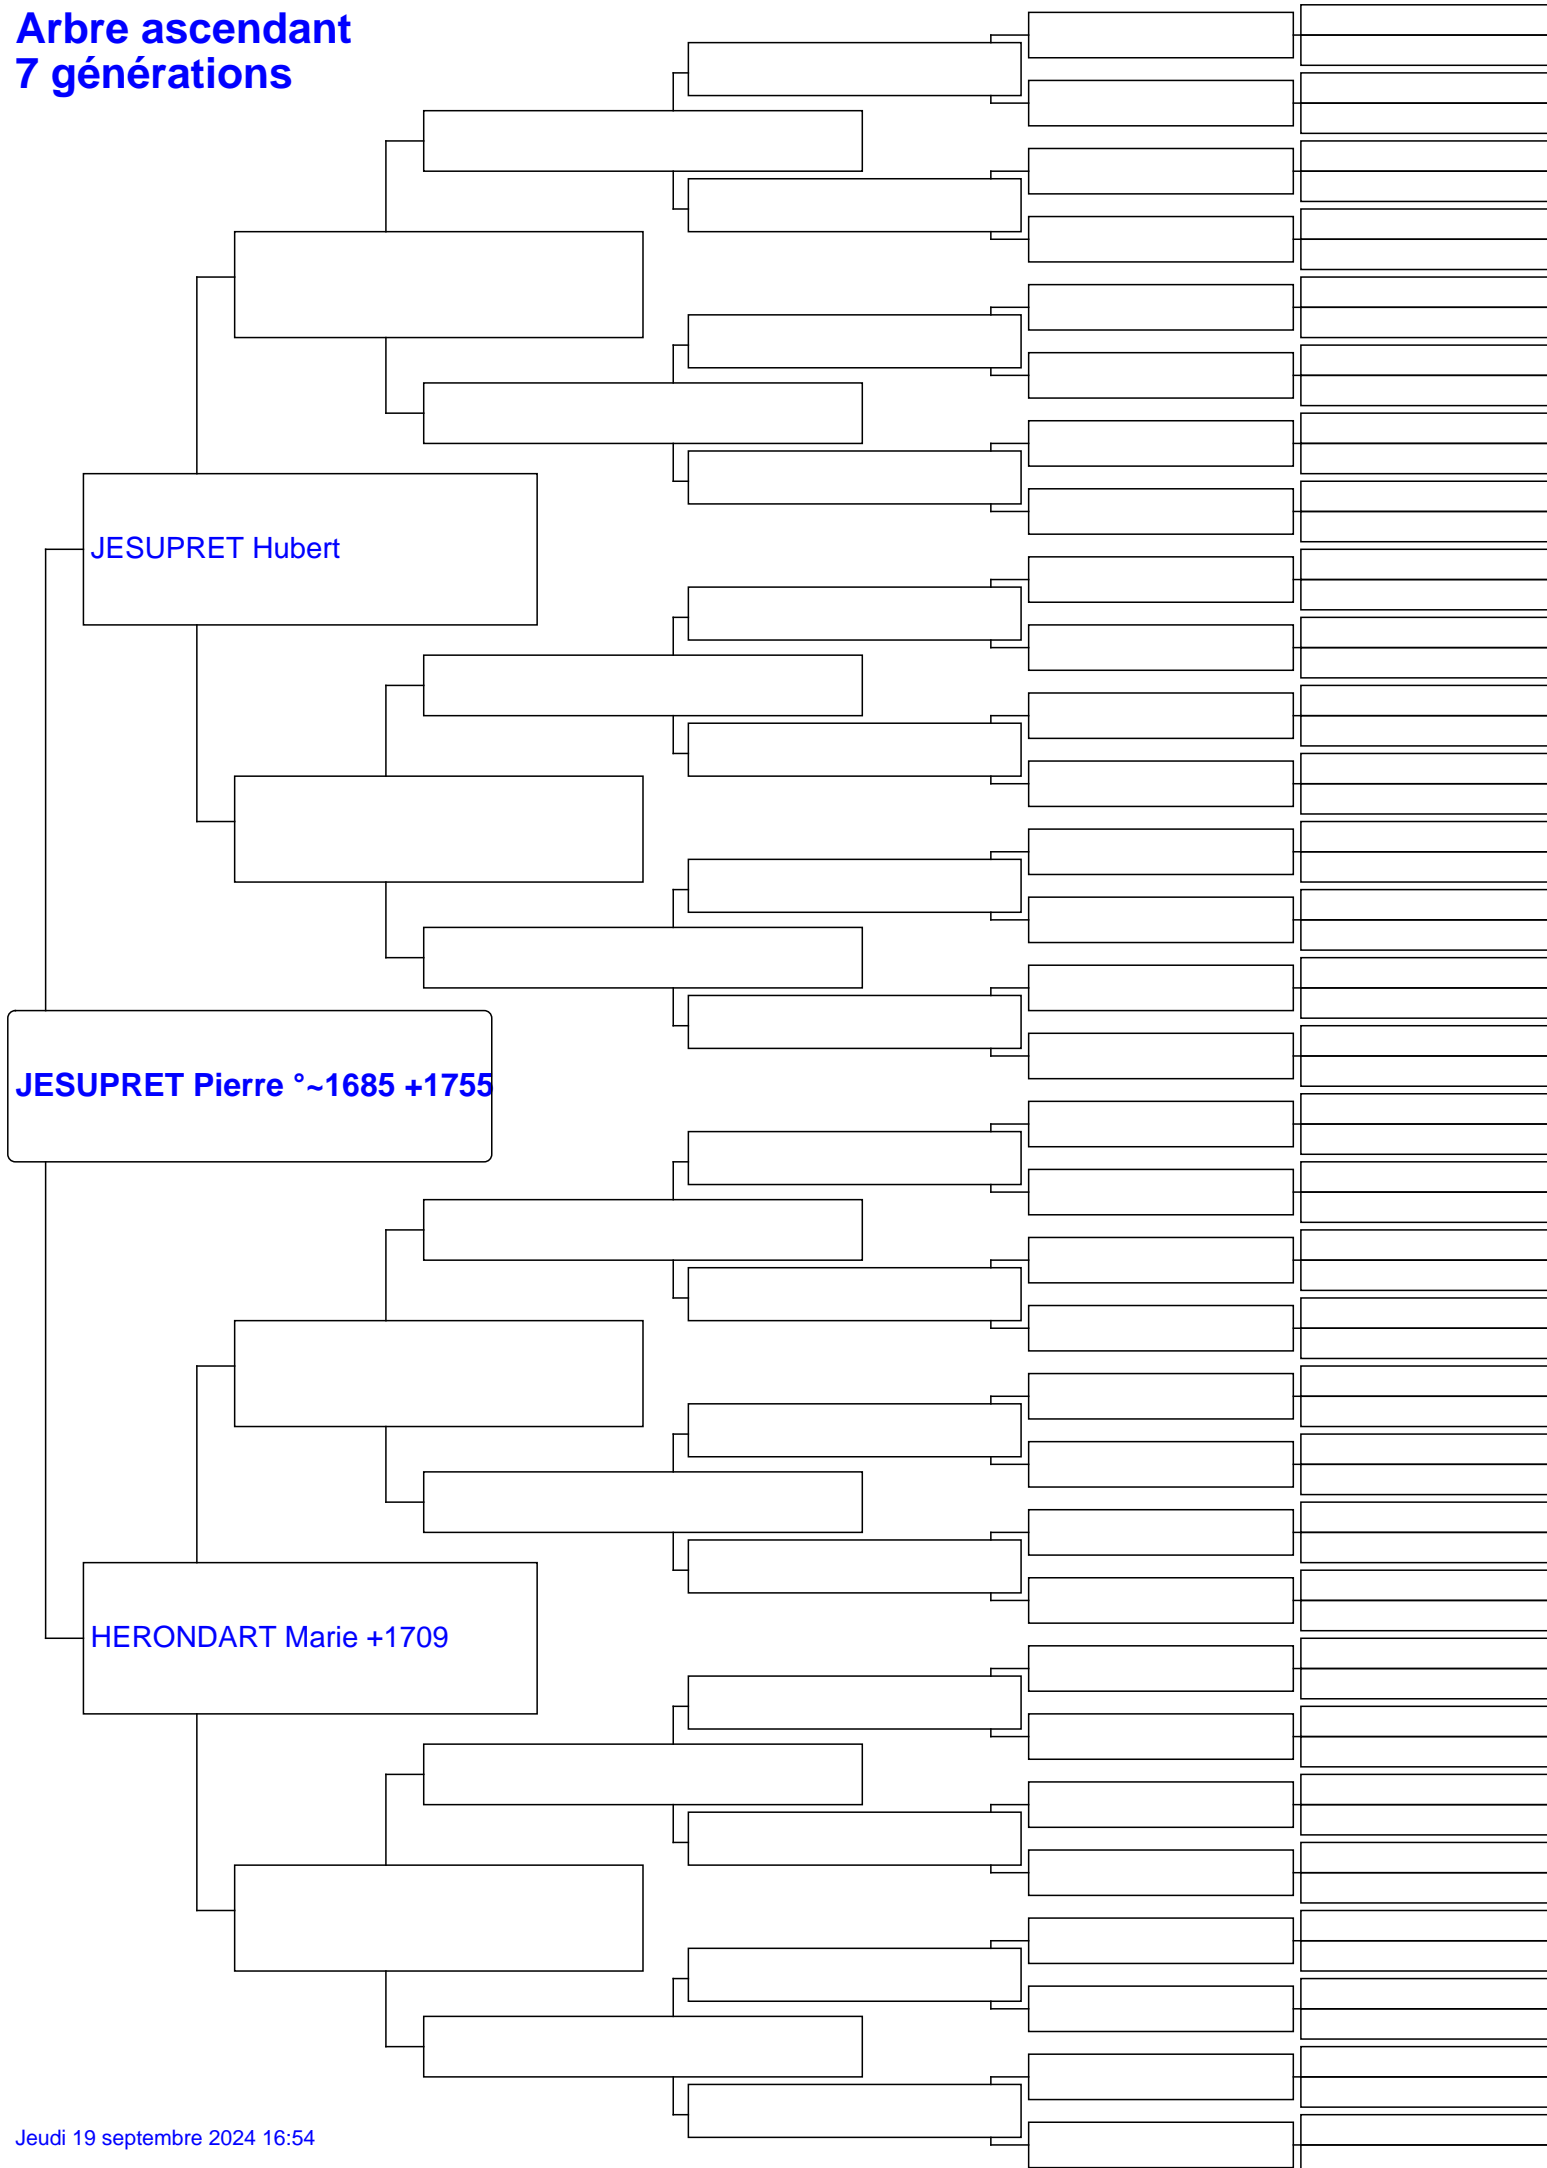 Arbre ascendant
7 générations
JESUPRET Hubert
JESUPRET Pierre °~1685 +1755
HERONDART Marie +1709
Jeudi 19 septembre 2024 16:54